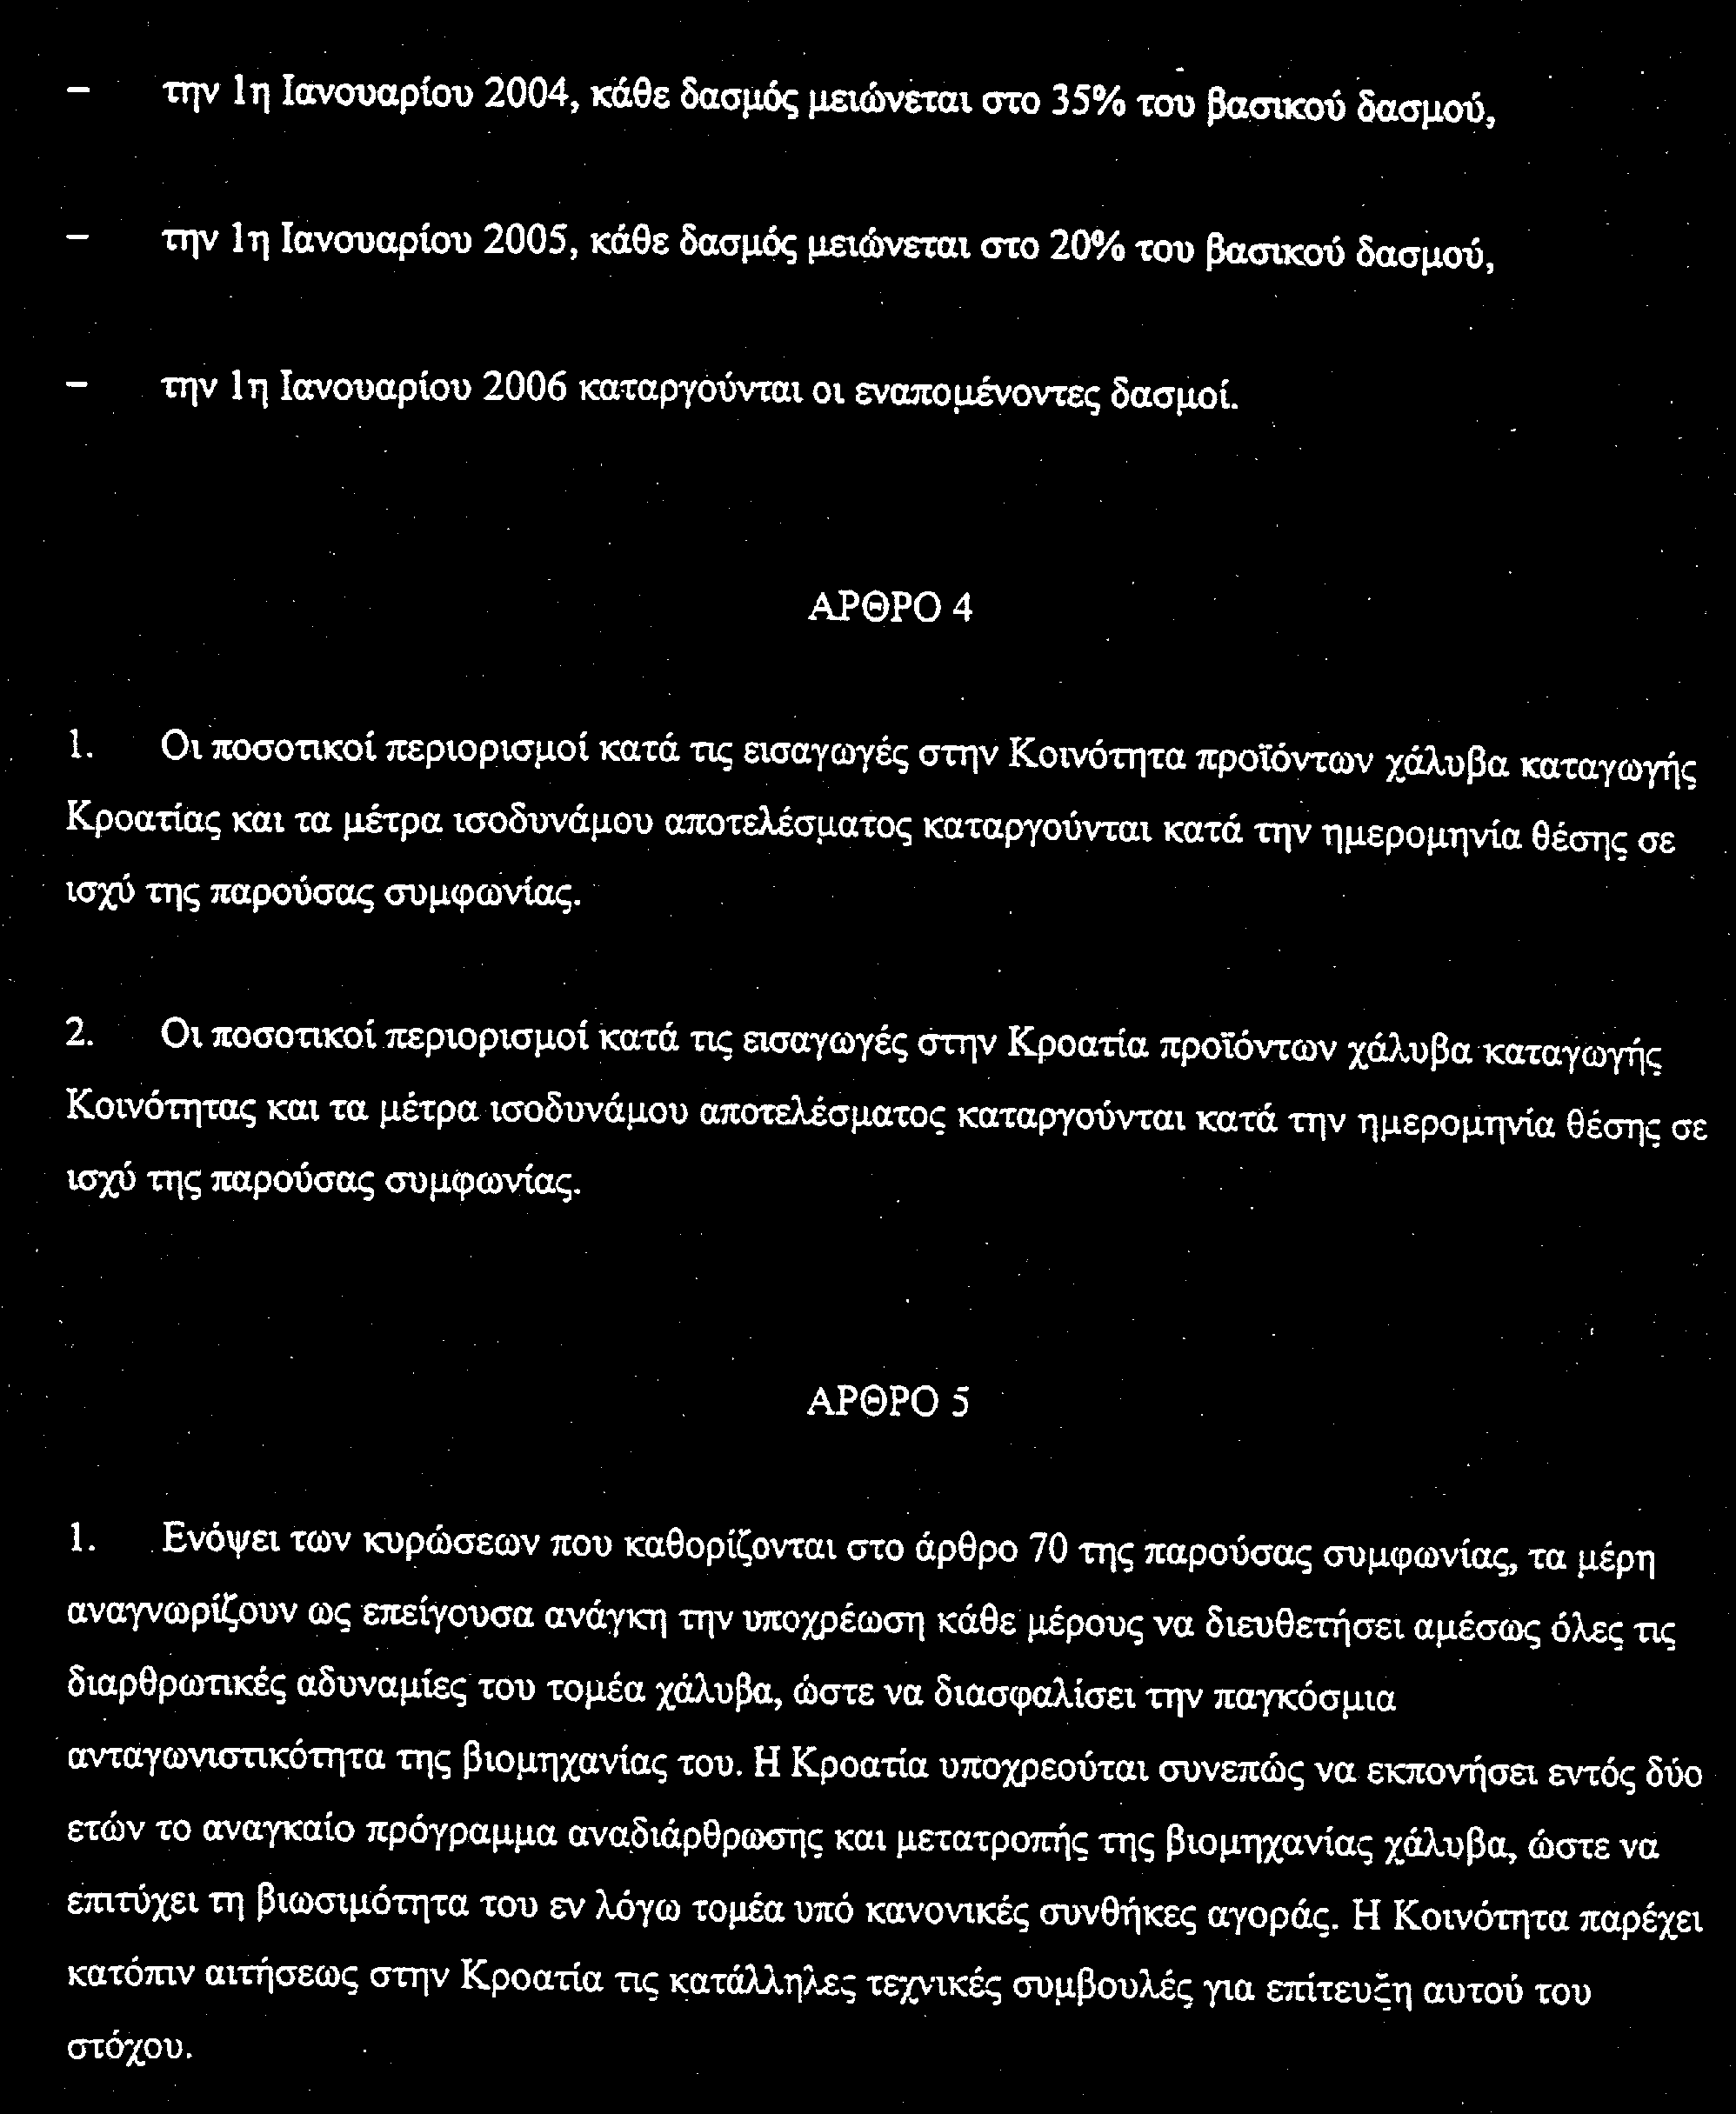 – την 1η Ιανουαρίου 2004, κάθε δασμός μειώνεται στο 35% του βασικού δασμού,
– την 1η Ιανουαρίου 2005, κάθε δασμός μειώνεται στο 20% του βασικού δασμού,
– την 1η Ιανουαρίου 2006 καταργούνται οι εναπομένοντες δασμοί.
ΑΡΘΡΟ 4
1. Οι ποσοτικοί περιορισμοί κατά τις εισαγωγές στην Κοινότητα προϊόντων χάλυβα καταγωγής
Κροατίας και τα μέτρα ισοδυνάμου αποτελέσματος καταργούνται κατά την ημερομηνία θέσης σε
ισχύ της παρούσας συμφωνίας.
2. Οι ποσοτικοί περιορισμοί κατά τις εισαγωγές στην Κροατία προϊόντων χάλυβα καταγωγής
Κοινότητας και τα μέτρα ισοδυνάμου αποτελέσματος καταργούνται κατά την ημερομηνία θέσης σε
ισχύ της παρούσας συμφωνίας.
ΑΡΘΡΟ 5
1. Ενόψει των κυρώσεων που καθορίζονται στο άρθρο 70 της παρούσας συμφωνίας, τα μέρη
αναγνωρίζουν ως επείγουσα ανάγκη την υποχρέωση κάθε μέρους να διευθετήσει αμέσως όλες τις
διαρθρωτικές αδυναμίες του τομέα χάλυβα, ώστε να διασφαλίσει την παγκόσμια
ανταγωνιστικότητα της βιομηχανίας του. Η Κροατία υποχρεούται συνεπώς να εκπονήσει εντός δύο
ετών το αναγκαίο πρόγραμμα αναδιάρθρωσης και μετατροπής της βιομηχανίας χάλυβα, ώστε να
επιτύχει τη βιωσιμότητα του εν λόγω τομέα υπό κανονικές συνθήκες αγοράς. Η Κοινότητα παρέχει
κατόπιν αιτήσεως στην Κροατία τις κατάλληλες τεχνικές συμβουλές για επίτευξη αυτού του
στόχου.